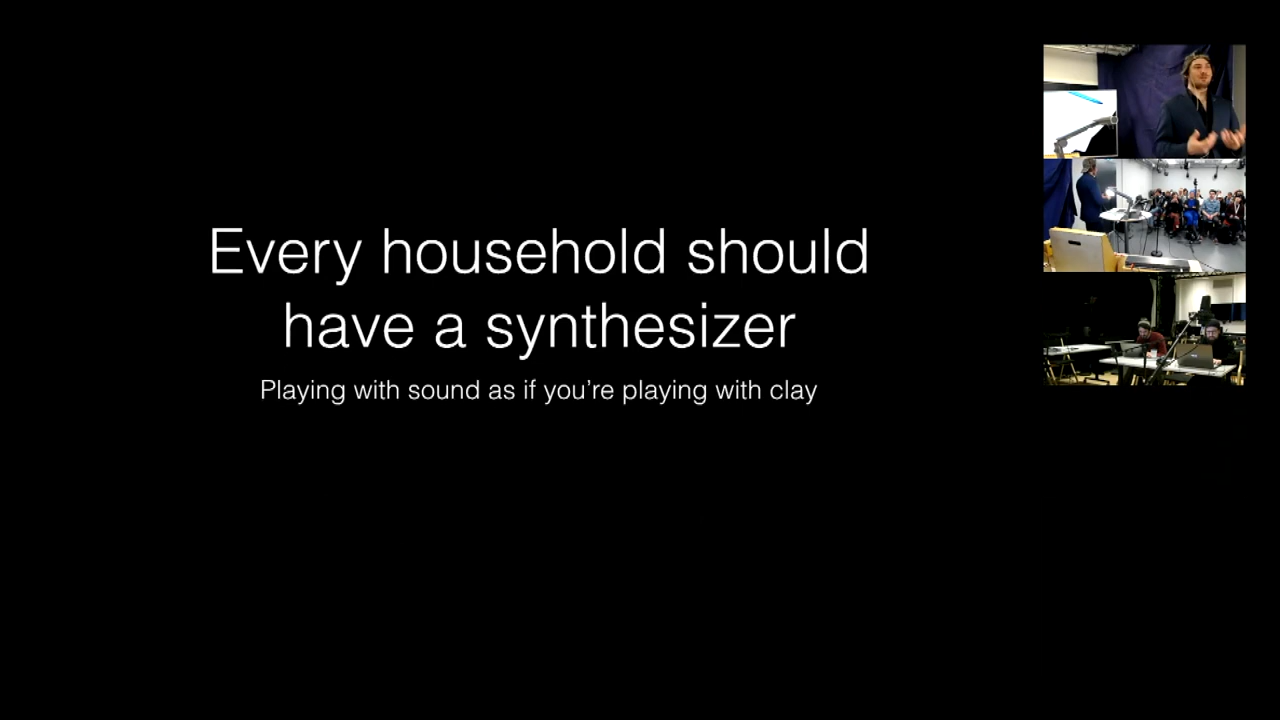 Every household should
have a synthesizer
Playing with sound as if you're playing with clay